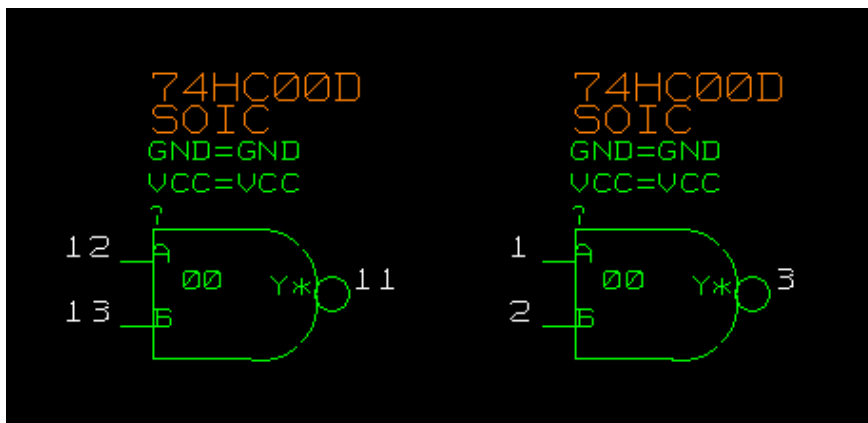 74HC00D
SOIC
GND=GND
VCC=VCC
?
12
A
00
Y*
11
13
B
74HC00D
SOIC
GND=GND
VCC=VCC
?
1
A
00
Y*
3
2
B